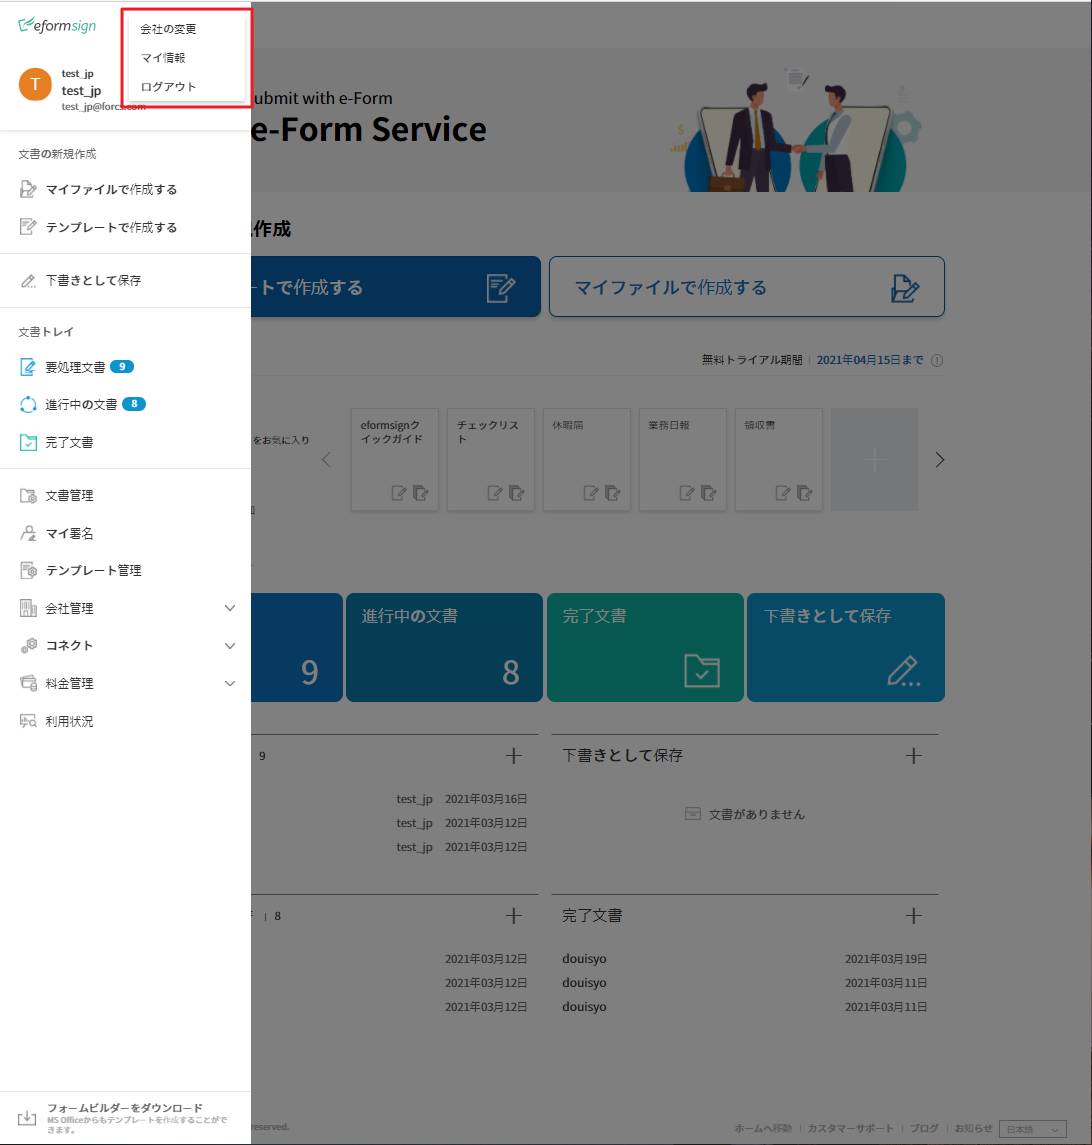 eformsign
会社の変更
マイ情報
ログアウト
T
test_jp
test_jp
test_jp@forcs.com
文書の新規作成
マイファイルで作成する
テンプレートで作成する
下書きとして保存
文書トレイ
要処理文書 9
進行中の文書 8
完了文書
文書管理
マイ署名
テンプレート管理
会社管理
コネクト
料金管理
利用状況
フォームビルダーをダウンロード
MS Officeからもテンプレートを作成することがで
きます。
ubmit with e-Form
e-Form Service
作成
トで作成する
マイファイルで作成する
無料トライアル期間 | 2021年04月15日まで
をお気に入り
eformsignク
イックガイド
チェックリス
ト
休暇届
業務日報
領収書
9
進行中の文書
8
完了文書
下書きとして保存
9
test_jp 2021年03月16日
test_jp 2021年03月12日
test_jp 2021年03月12日
下書きとして保存
文書がありません
| 8
2021年03月12日
2021年03月12日
2021年03月12日
完了文書
douisyo 2021年03月19日
douisyo 2021年03月11日
douisyo 2021年03月11日
reserved.
ホームへ移動 | カスタマーサポート | ブログ | お知らせ
日本語